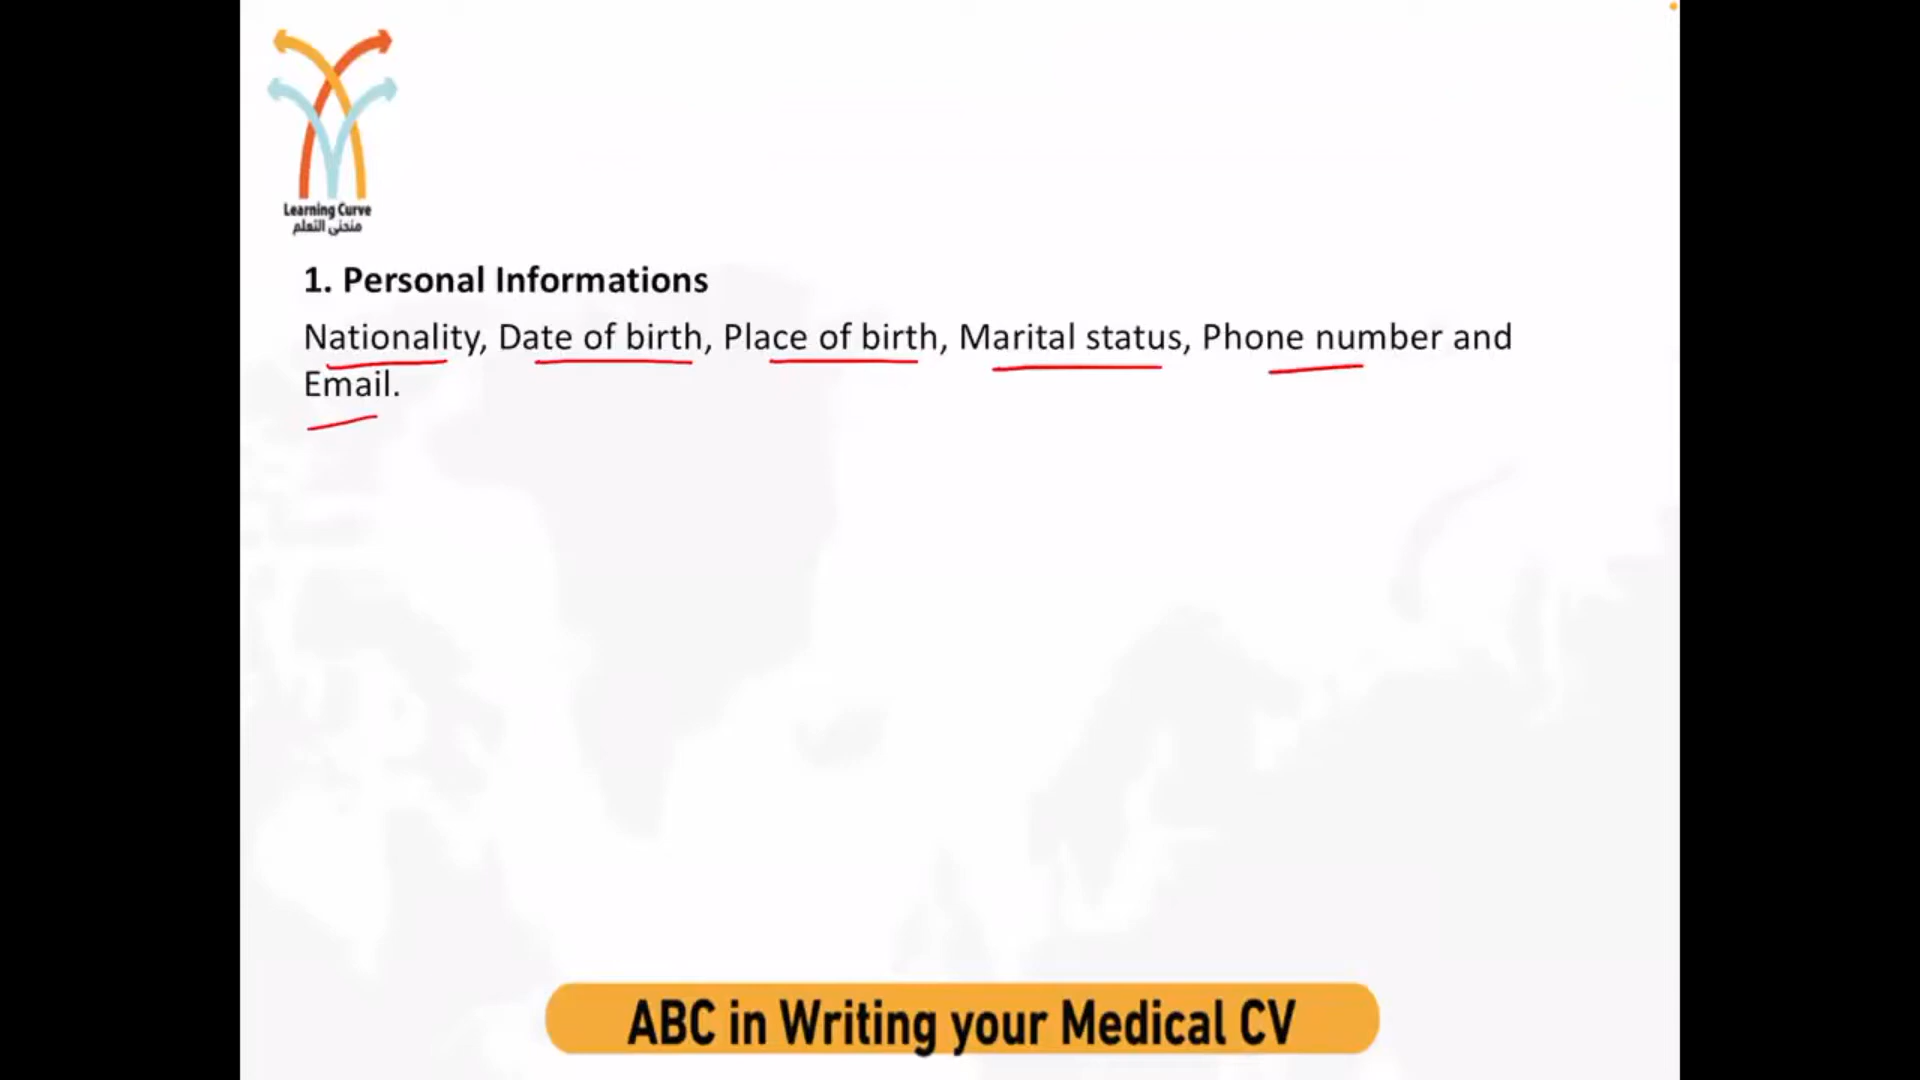 Learning Curve
منحنى التعلم
1. Personal Informations
Nationality, Date of birth, Place of birth, Marital status, Phone number and
Email.
ABC in Writing your Medical CV